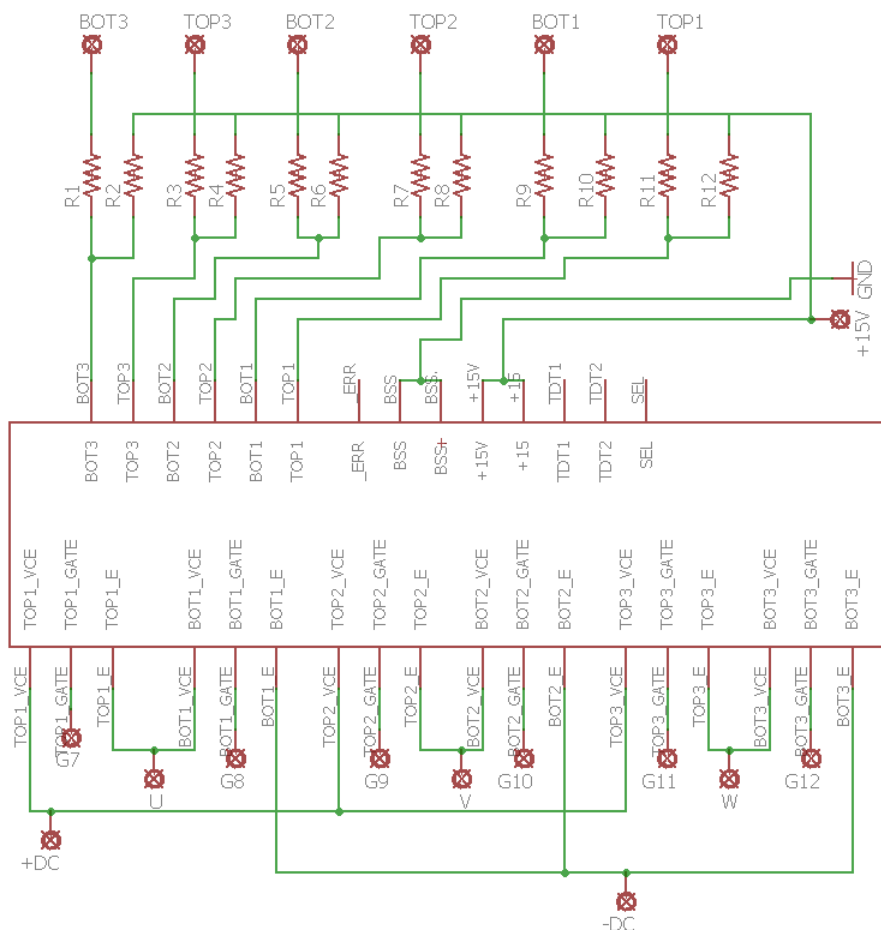 BOT3 TOP3 BOT2 TOP2 BOT1 TOP1
R1 R2 R3 R4 R5 R6 R7 R8 R9 R10 R11 R12
GND
+15V
BOT3 TOP3 BOT2 TOP2 BOT1 TOP1 _ERR BSS BSS. +15V +15 TDT1 TDT2 SEL
BOT3 TOP3 BOT2 TOP2 BOT1 TOP1 _ERR BSS BSS+ +15V +15 TDT1 TDT2 SEL
TOP1_VCE TOP1_GATE TOP1_E BOT1_VCE BOT1_GATE BOT1_E TOP2_VCE TOP2_GATE TOP2_E BOT2_VCE BOT2_GATE BOT2_E TOP3_VCE TOP3_GATE TOP3_E BOT3_VCE BOT3_GATE BOT3_E
TOP1_VCE TOP1_GATE TOP1_E BOT1_VCE BOT1_GATE BOT1_E TOP2_VCE TOP2_GATE TOP2_E BOT2_VCE BOT2_GATE BOT2_E TOP3_VCE TOP3_GATE TOP3_E BOT3_VCE BOT3_GATE BOT3_E
G7 G8 G9 G10 G11 G12
U V W
+DC
-DC